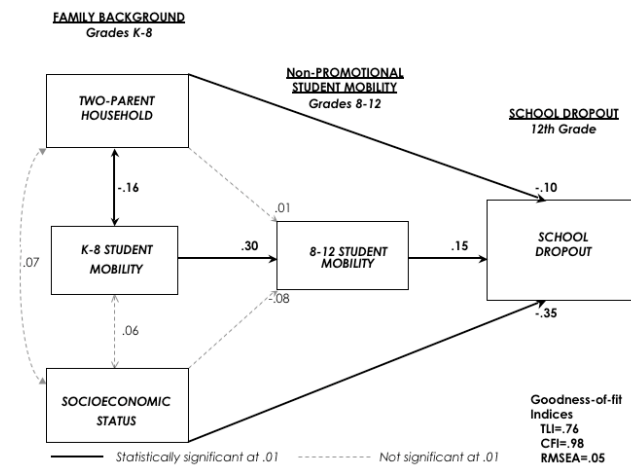 FAMILY BACKGROUND
Grades K-8
Non-PROMOTIONAL
STUDENT MOBILITY
Grades 8-12
SCHOOL DROPOUT
12th Grade
TWO-PARENT
HOUSEHOLD
-.16
.01
-.10
K-8 STUDENT
MOBILITY
.30
8-12 STUDENT
MOBILITY
.15
SCHOOL
DROPOUT
.07
-.08
.06
-.35
SOCIOECONOMIC
STATUS
Goodness-of-fit
Indices
TLI=.76
CFI=.98
RMSEA=.05
Statistically significant at .01
Not significant at .01